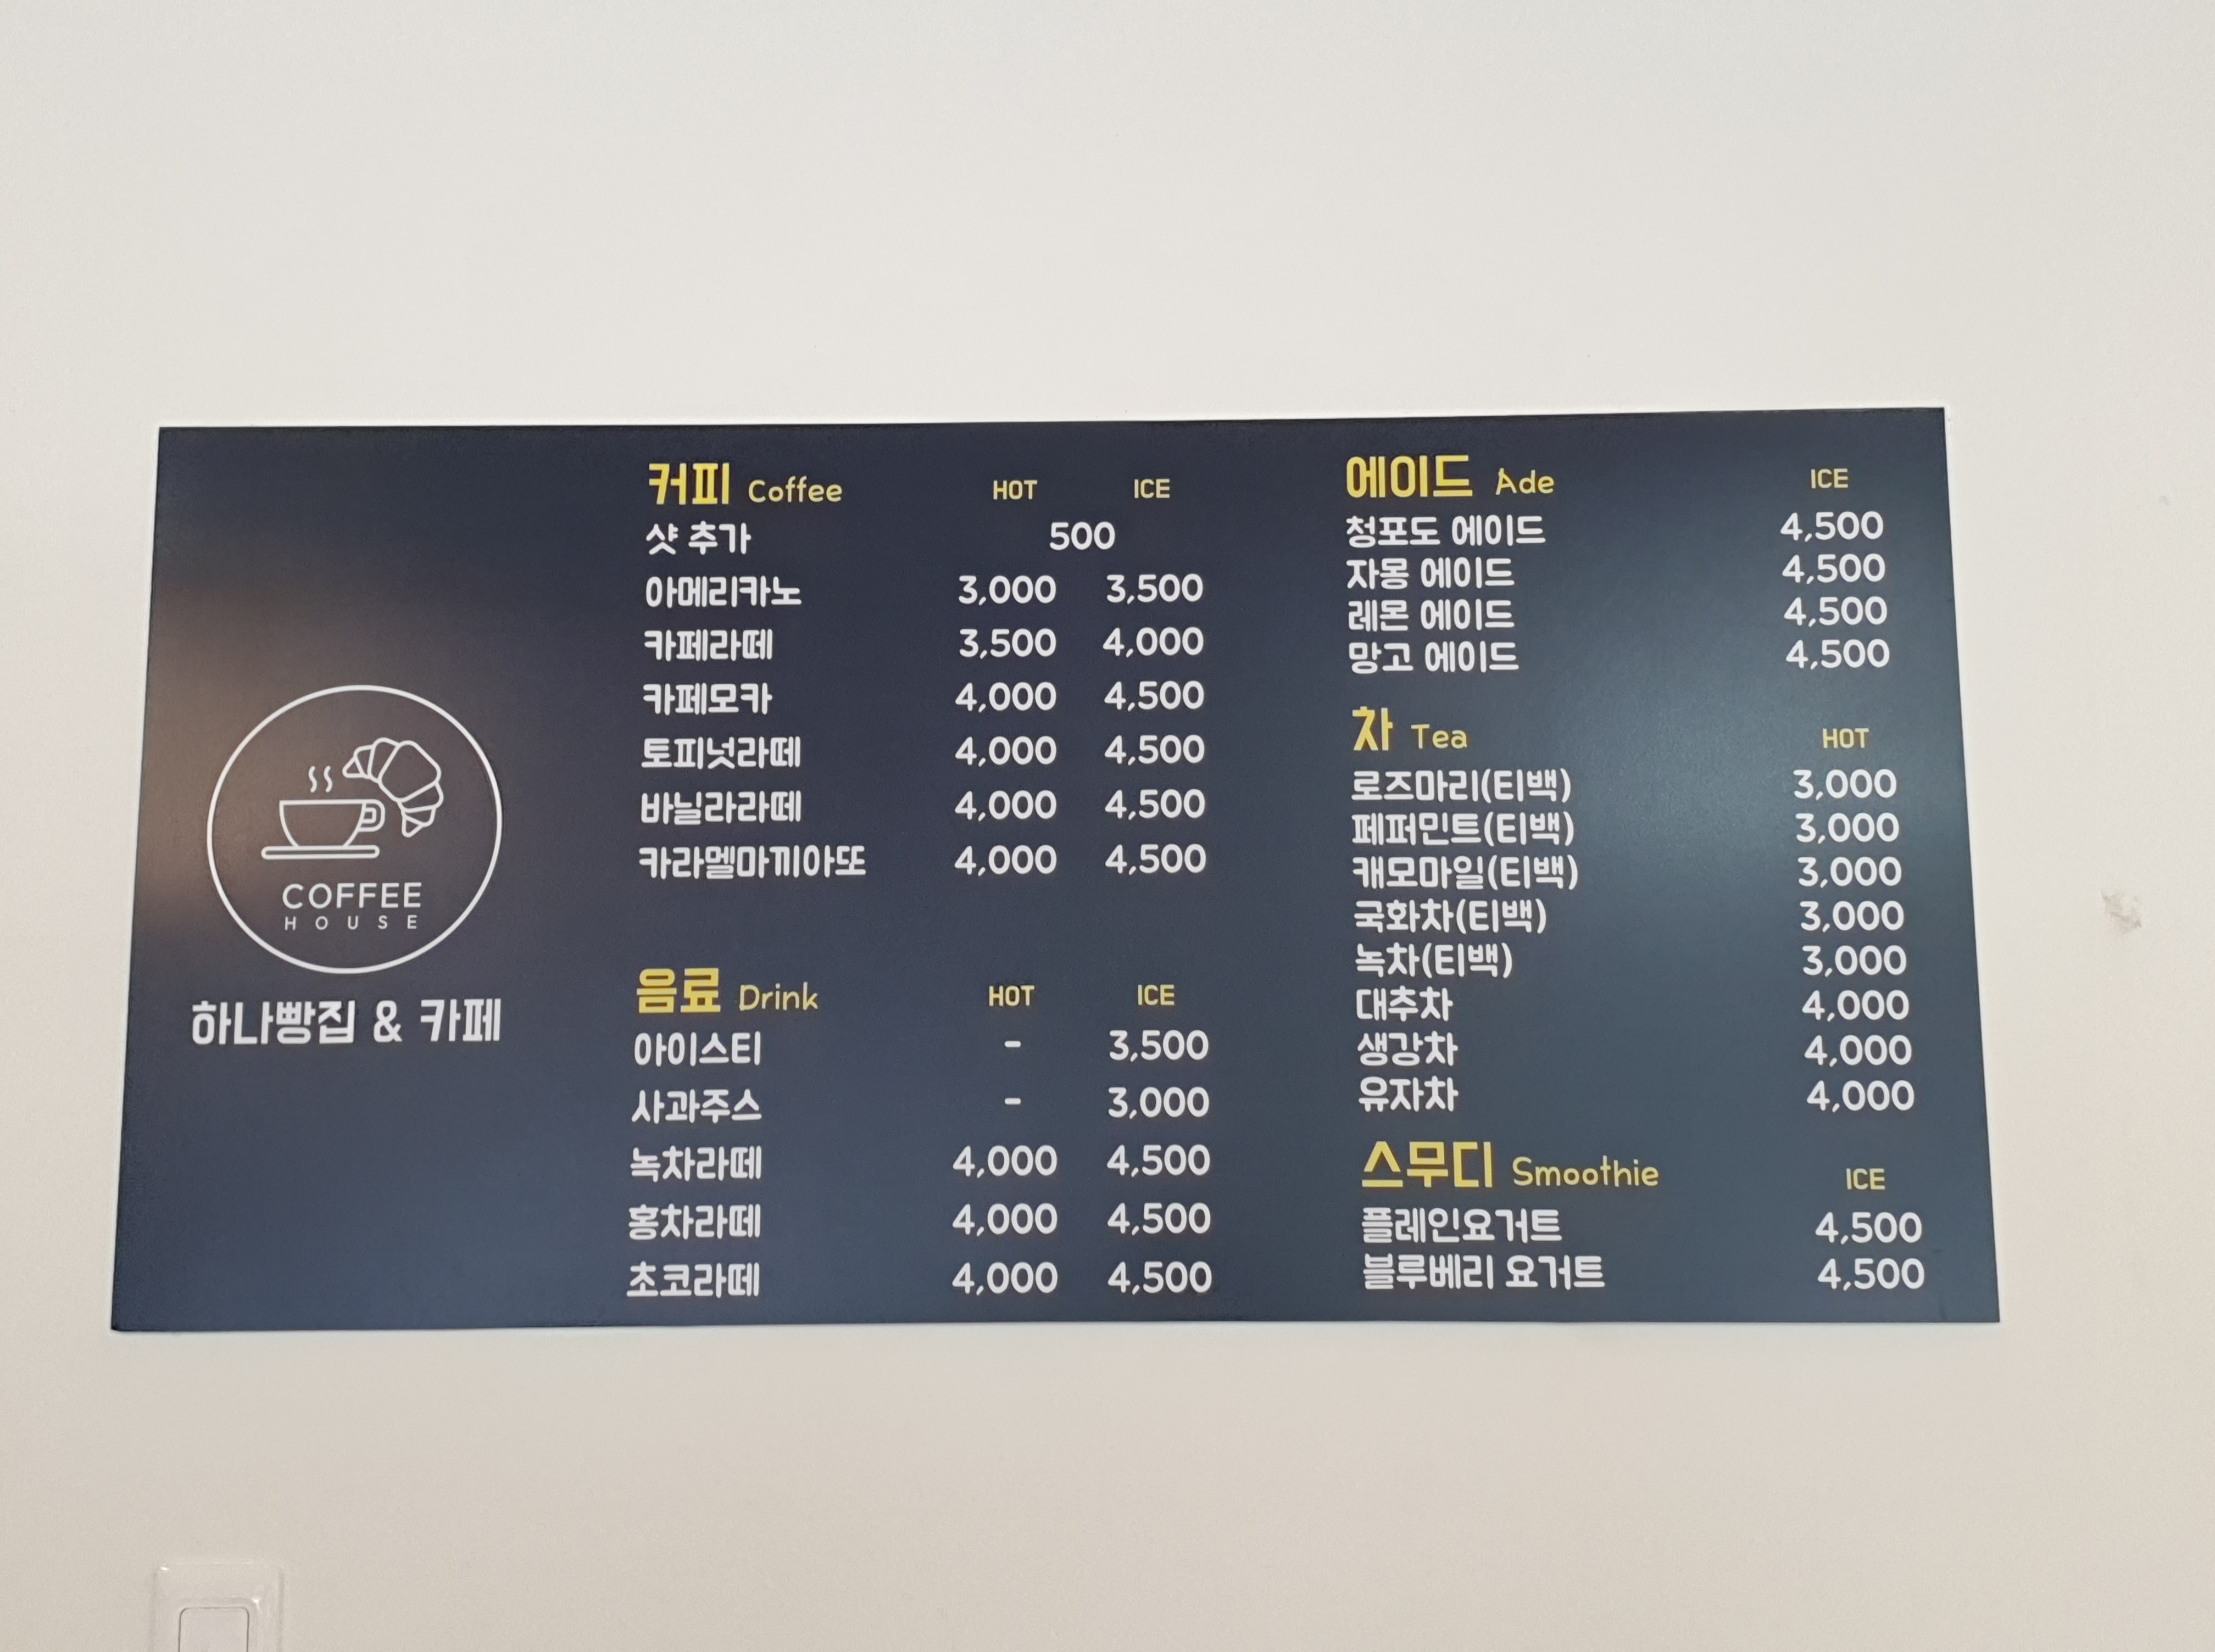 COFFEE
HOUSE
하나빵집 & 카페
커피 Coffee HOT ICE
샷 추가 500
아메리카노 3,000 3,500
카페라떼 3,500 4,000
카페모카 4,000 4,500
토피넛라떼 4,000 4,500
바닐라라떼 4,000 4,500
카라멜마끼아또 4,000 4,500
음료 Drink HOT ICE
아이스티 - 3,500
사과주스 - 3,000
녹차라떼 4,000 4,500
홍차라떼 4,000 4,500
초코라떼 4,000 4,500
에이드 Ade ICE
청포도 에이드 4,500
자몽 에이드 4,500
레몬 에이드 4,500
망고 에이드 4,500
차 Tea HOT
로즈마리(티백) 3,000
페퍼민트(티백) 3,000
캐모마일(티백) 3,000
국화차(티백) 3,000
녹차(티백) 3,000
대추차 4,000
생강차 4,000
유자차 4,000
스무디 Smoothie ICE
플레인요거트 4,500
블루베리 요거트 4,500